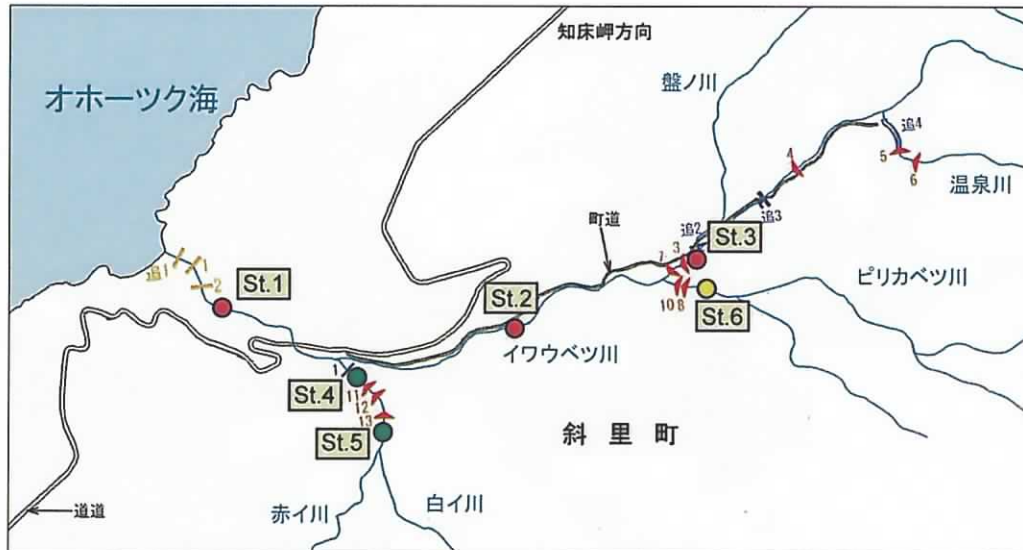 知床岬方向
オホーツク海
盤ノ川
追4
4
5
6
温泉川
追3
町道
追2
St.3
3
7
追1
1
2
St.1
St.2
10 8
St.6
ピリカベツ川
イワウベツ川
1
St.4
11
12
13
St.5
斜里町
道道
赤イ川
白イ川